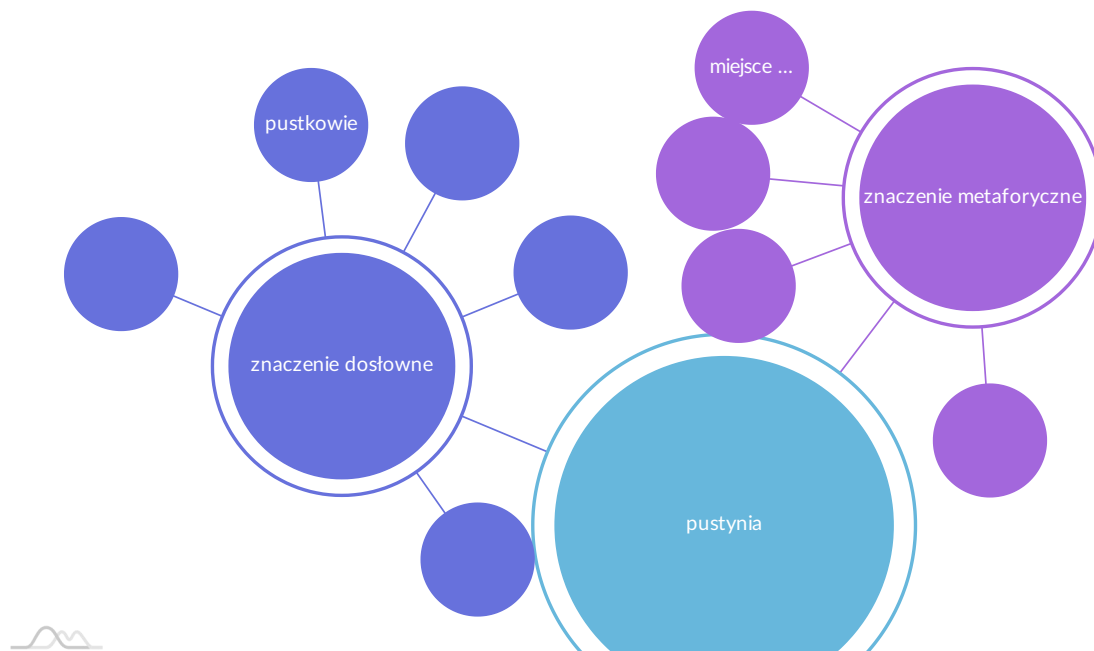 miejsce ...
pustkowie
znaczenie metaforyczne
znaczenie dosłowne
pustynia